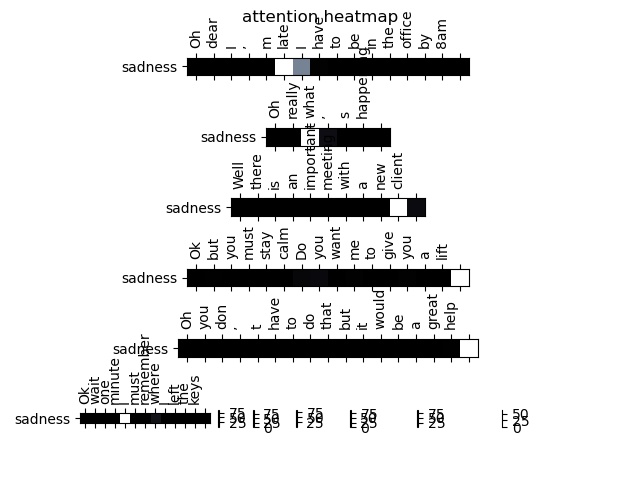 attention heatmap
Oh dear I , m late I have to be in the office by 8am
sadness
Oh really what , s happening
sadness
Well there is an important meeting with a new client
sadness
Ok but you must stay calm Do you want me to give you a lift
sadness
Oh you don , t have to do that but it would be a great help
sadness
Ok wait one minute I must remember where I left the keys
sadness
75 75 75 75 75 50
50 50 50 50 50 25
25 25 25 25 25 0
0 0